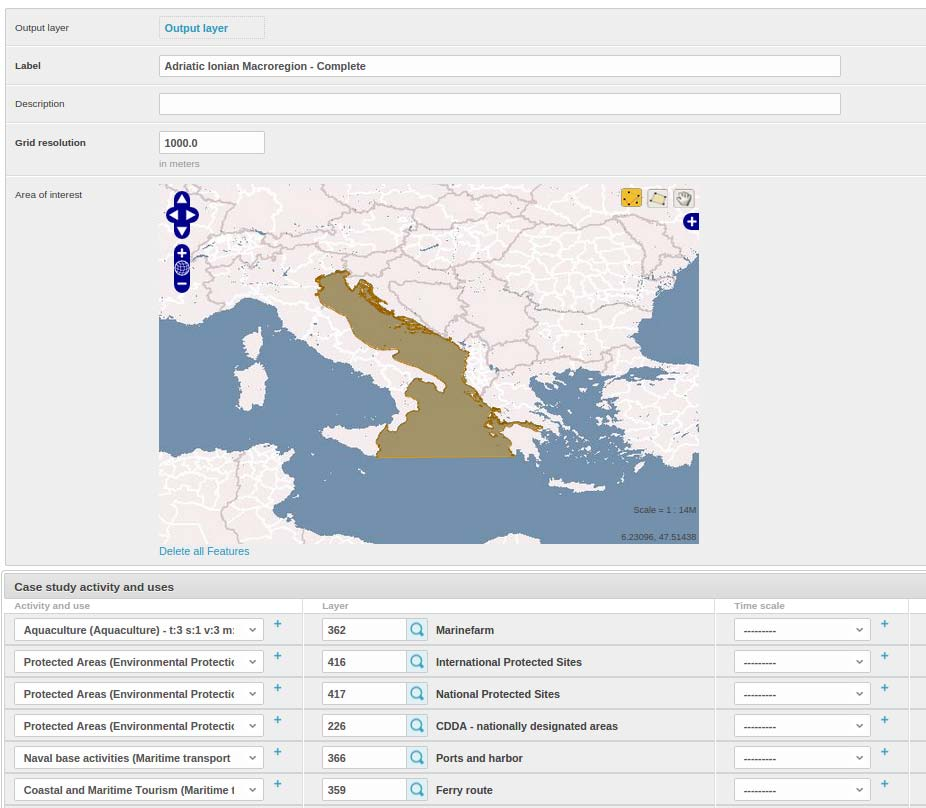 Output layer Output layer
Label Adriatic Ionian Macroregion - Complete
Description
Grid resolution 1000.0
in meters
Area of interest
Scale = 1 : 14M
6.23096, 47.51438
Delete all Features
Case study activity and uses
Activity and use Layer Time scale
Aquaculture (Aquaculture) - t:3 s:1 v:3 m: + 362 Marinefarm --------- +
Protected Areas (Environmental Protectic + 416 International Protected Sites --------- +
Protected Areas (Environmental Protectic + 417 National Protected Sites --------- +
Protected Areas (Environmental Protectic + 226 CDDA - nationally designated areas --------- +
Naval base activities (Maritime transport + 366 Ports and harbor --------- +
Coastal and Maritime Tourism (Maritime t + 359 Ferry route --------- +